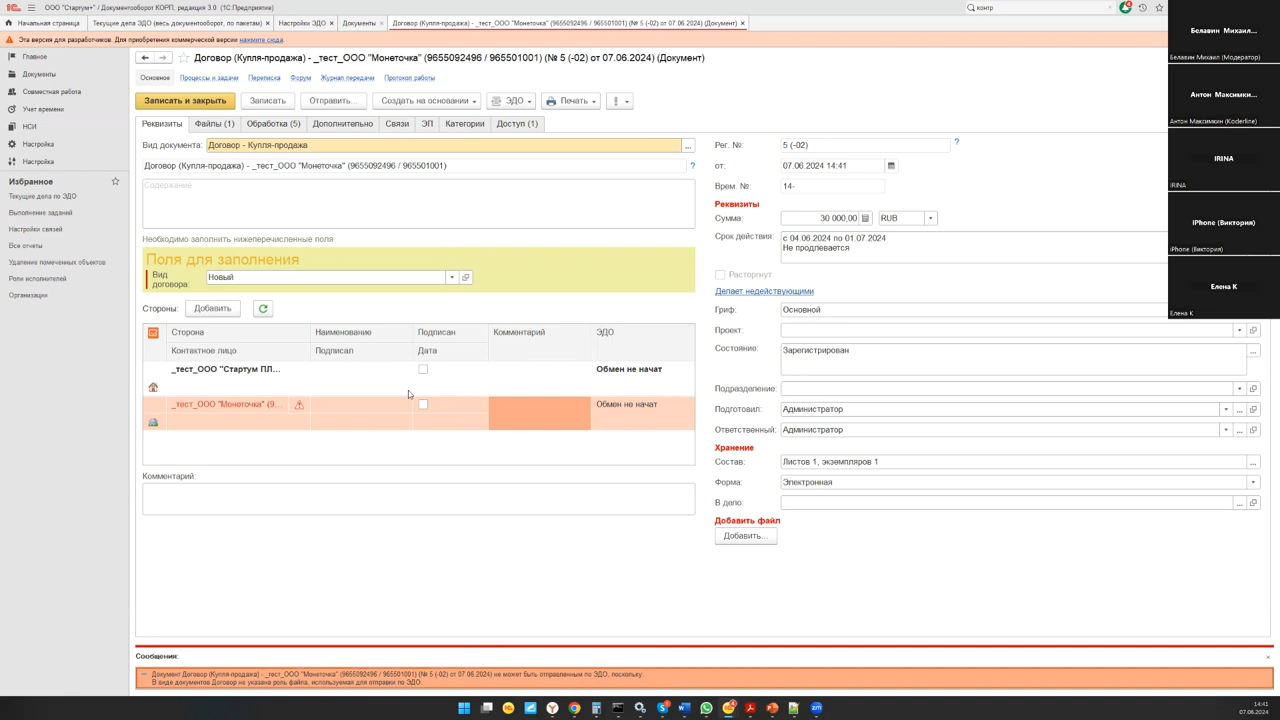 ООО "Стартум+" / Документооборот КОРП, редакция 3.0 (1С:Предприятие)
контр
Начальная страница
Текущие дела ЭДО (весь документооборот, по пакетам) ×
Настройки ЭДО ×
Документы ×
Договор (Купля-продажа) - _тест_ООО "Монеточка" (9655092496 / 965501001) (№ 5 (-02) от 07.06.2024) (Документ) ×
Эта версия для разработчиков. Для приобретения коммерческой версии нажмите сюда.
Главное
Документы
Совместная работа
Учет времени
НСИ
Настройка
Настройка
Избранное
Текущие дела по ЭДО
Выполнение заданий
Настройки связей
Все отчеты
Удаление помеченных объектов
Роли исполнителей
Организации
Договор (Купля-продажа) - _тест_ООО "Монеточка" (9655092496 / 965501001) (№ 5 (-02) от 07.06.2024) (Документ)
Основное
Процессы и задачи
Переписка
Форум
Журнал передачи
Протокол работы
Записать и закрыть
Записать
Отправить...
Создать на основании
ЭДО
Печать
Реквизиты
Файлы (1)
Обработка (5)
Дополнительно
Связи
ЭП
Категории
Доступ (1)
Вид документа: Договор - Купля-продажа ...
Договор (Купля-продажа) - _тест_ООО "Монеточка" (9655092496 / 965501001) ?
Содержание
Необходимо заполнить нижеперечисленные поля
Поля для заполнения
Вид договора: Новый
Стороны: Добавить
Сторона Наименование Подписан Комментарий ЭДО
Контактное лицо Подписал Дата
_тест_ООО "Стартум ПЛ... Обмен не начат
_тест_ООО "Монеточка" (9... Обмен не начат
Комментарий:
Рег. №: 5 (-02) ?
от: 07.06.2024 14:41
Врем. №: 14-
Реквизиты
Сумма: 30 000,00 RUB
Срок действия: с 04.06.2024 по 01.07.2024
Не продлевается
Расторгнут
Делает недействующими
Гриф: Основной
Проект:
Состояние: Зарегистрирован ...
Подразделение:
Подготовил: Администратор ...
Ответственный: Администратор ...
Хранение
Состав: Листов 1, экземпляров 1 ...
Форма: Электронная
В дело: ...
Добавить файл
Добавить...
Сообщения: ×
— Документ Договор (Купля-продажа) - _тест_ООО "Монеточка" (9655092496 / 965501001) (№ 5 (-02) от 07.06.2024) не может быть отправленным по ЭДО, поскольку:
В виде документов Договор не указана роль файла, используемая для отправки по ЭДО
Белавин Михаил...
Белавин Михаил (Модератор)
Антон Максимки...
Антон Максимкин (Koderline)
IRINA
IRINA
iPhone (Виктория)
iPhone (Виктория)
Елена К
Елена К
14:41
07.06.2024